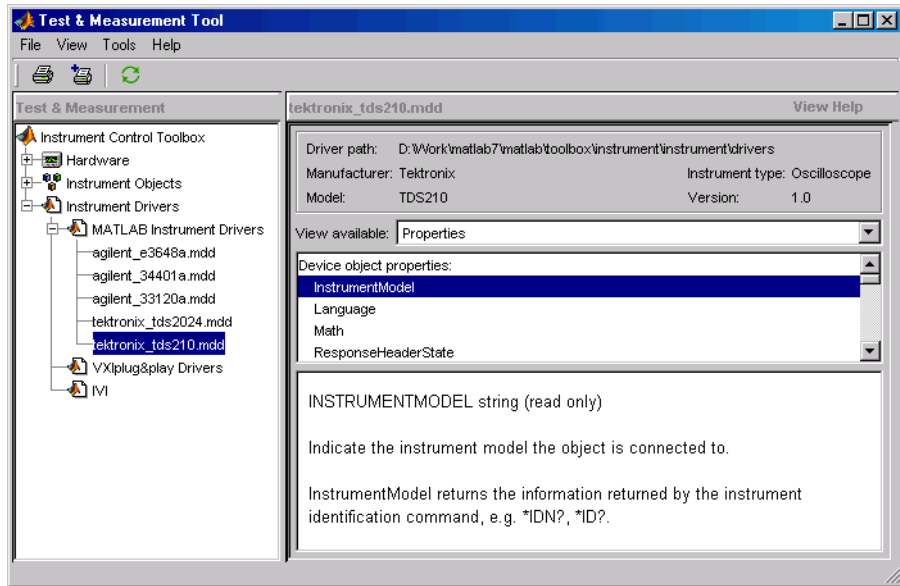 Test & Measurement Tool
File View Tools Help
Test & Measurement
Instrument Control Toolbox
Hardware
Instrument Objects
Instrument Drivers
MATLAB Instrument Drivers
agilent_e3648a.mdd
agilent_34401a.mdd
agilent_33120a.mdd
tektronix_tds2024.mdd
tektronix_tds210.mdd
VXIplug&play Drivers
IVI
tektronix_tds210.mdd View Help
Driver path: D:\Work\matlab7\matlab\toolbox\instrument\instrument\drivers
Manufacturer: Tektronix Instrument type: Oscilloscope
Model: TDS210 Version: 1.0
View available: Properties
Device object properties:
InstrumentModel
Language
Math
ResponseHeaderState
INSTRUMENTMODEL string (read only)
Indicate the instrument model the object is connected to.
InstrumentModel returns the information returned by the instrument
identification command, e.g. *IDN?, *ID?.